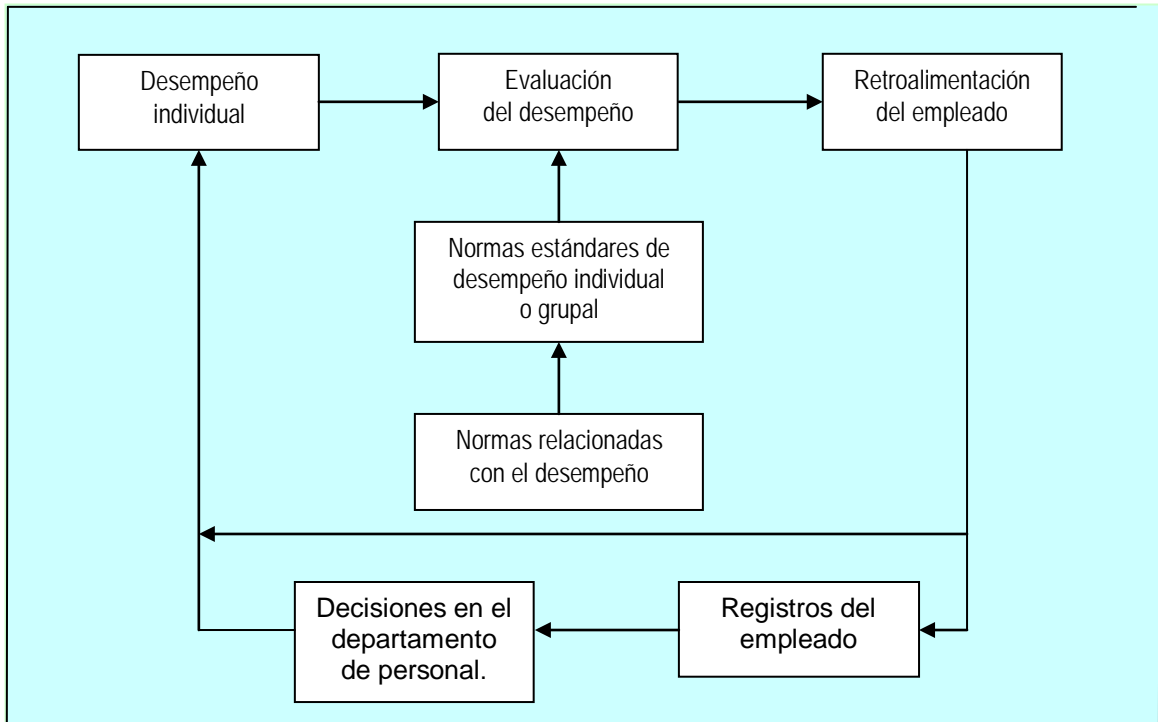 Desempeño
individual
Evaluación
del desempeño
Retroalimentación
del empleado
Normas estándares de
desempeño individual
o grupal
Normas relacionadas
con el desempeño
Decisiones en el
departamento
de personal.
Registros del
empleado